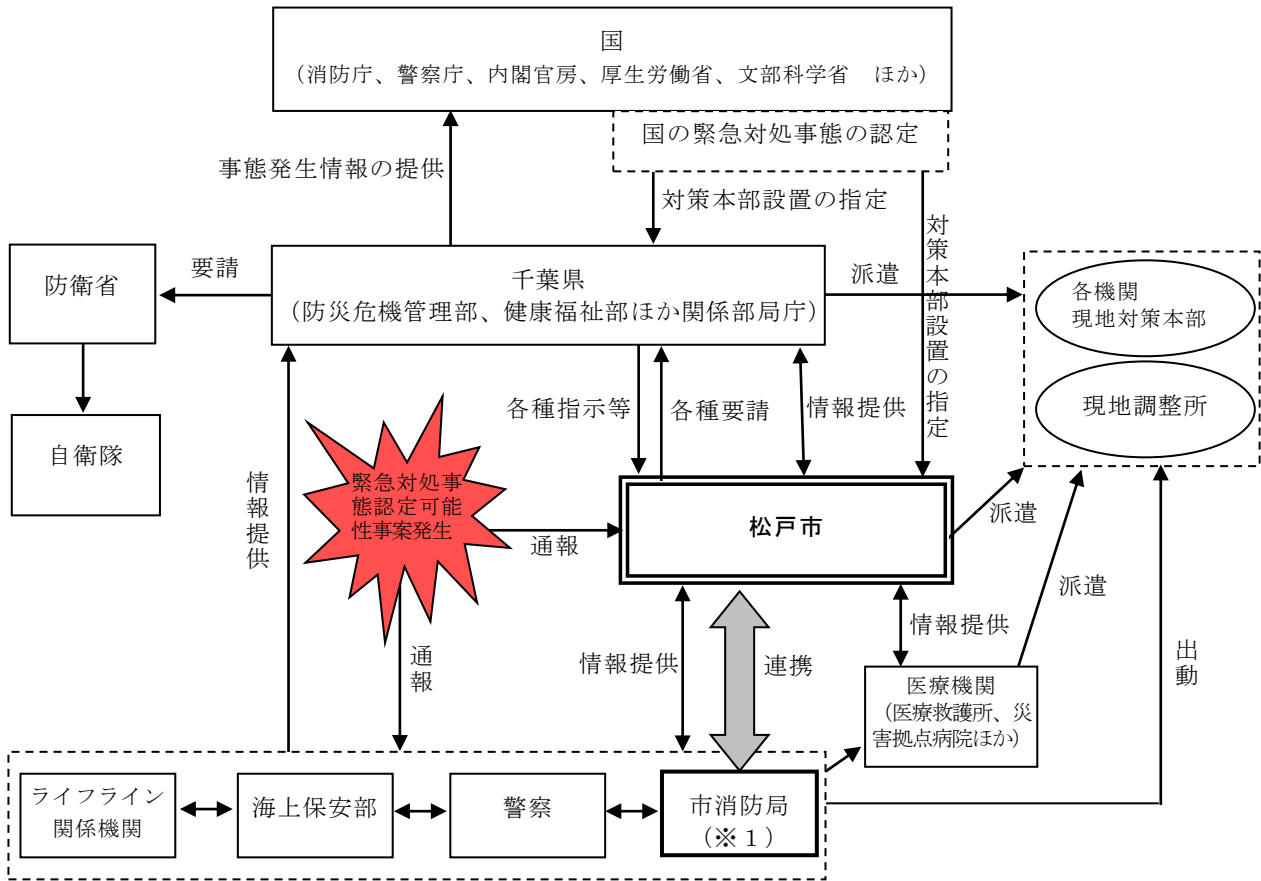 国
（消防庁、警察庁、内閣官房、厚生労働省、文部科学省　ほか）
国の緊急対処事態の認定
事態発生情報の提供
対策本部設置の指定
対策本部設置の指定
防衛省
要請
千葉県
（防災危機管理部、健康福祉部ほか関係部局庁）
派遣
各機関
現地対策本部
現地調整所
自衛隊
各種指示等
各種要請
情報提供
情報提供
緊急対処事
態認定可能
性事案発生
通報
松戸市
派遣
派遣
通報
情報提供
連携
情報提供
出動
医療機関
（医療救護所、災
害拠点病院ほか）
ライフライン
関係機関
海上保安部
警察
市消防局
（※１）